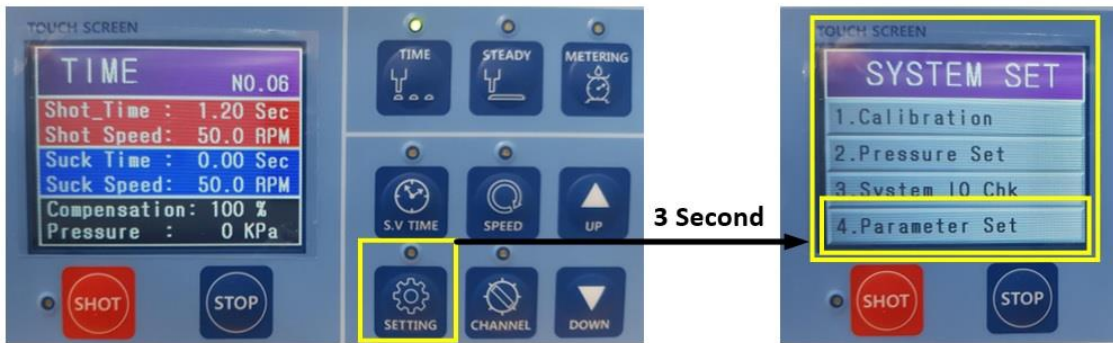 TOUCH SCREEN
TIME
NO.06
Shot_Time : 1.20 Sec
Shot Speed: 50.0 RPM
Suck Time : 0.00 Sec
Suck Speed: 50.0 RPM
Compensation: 100 %
Pressure : 0 KPa
SHOT
STOP
TIME
STEADY
METERING
S.V TIME
SPEED
UP
SETTING
CHANNEL
DOWN
3 Second
TOUCH SCREEN
SYSTEM SET
1.Calibration
2.Pressure Set
3.System IO Chk
4.Parameter Set
SHOT
STOP